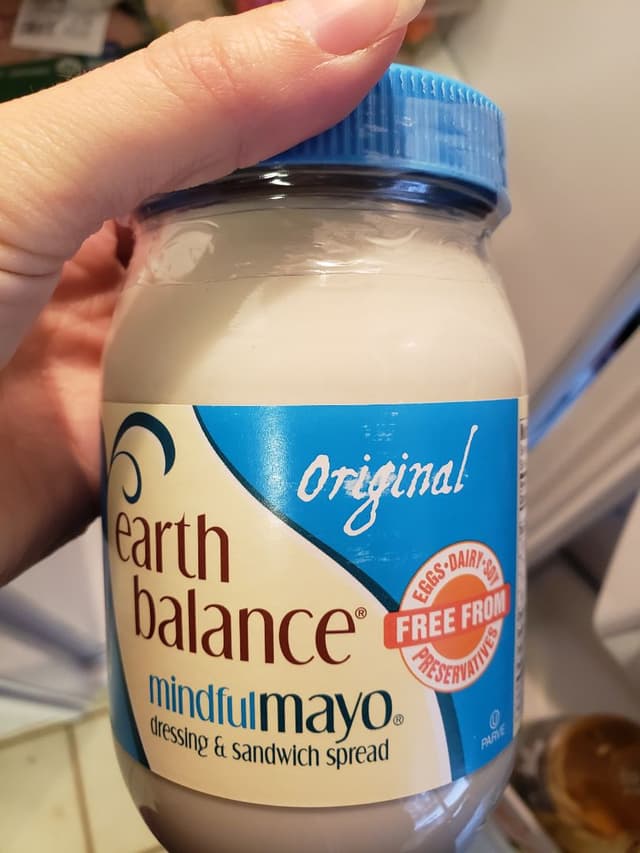 Original
earth
balance®
EGGS•DAIRY•SOY
FREE FROM
PRESERVATIVES
mindfulmayo®
dressing & sandwich spread
U
PARVE